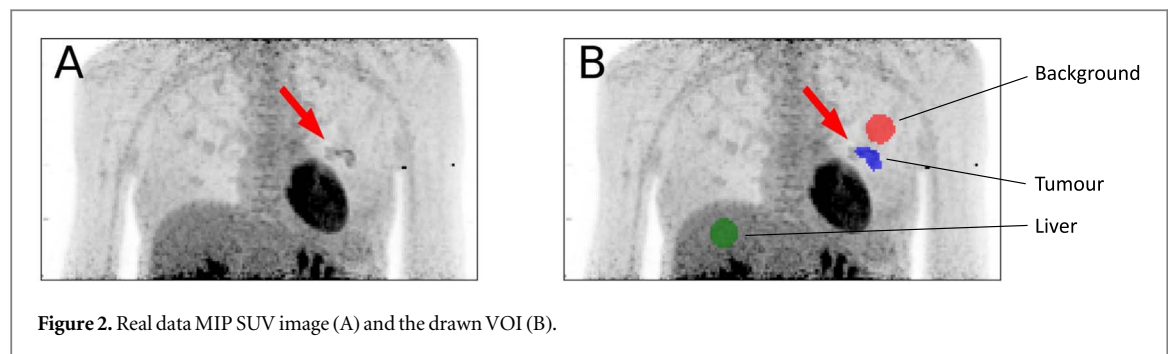 A
B
Background
Tumour
Liver
Figure 2. Real data MIP SUV image (A) and the drawn VOI (B).